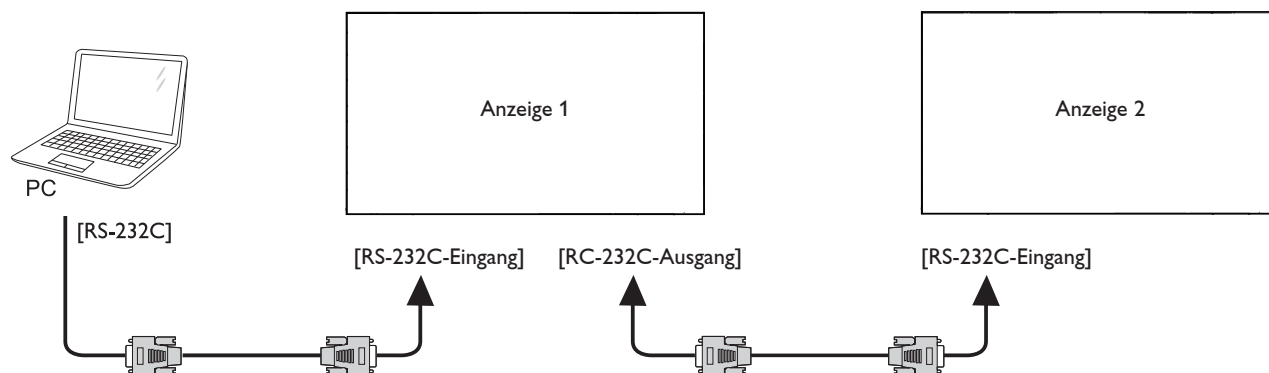 Anzeige 1
Anzeige 2
PC
[RS-232C]
[RS-232C-Eingang]
[RC-232C-Ausgang]
[RS-232C-Eingang]